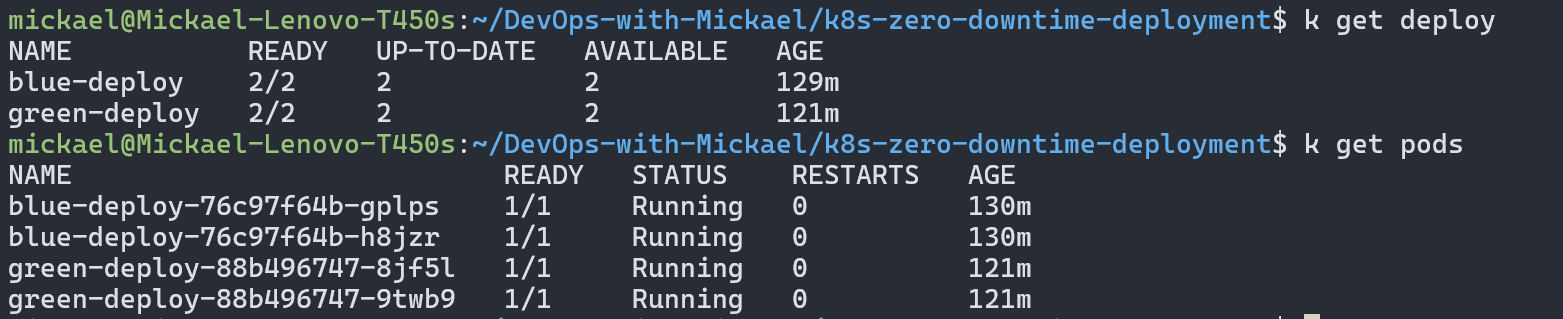 mickael@Mickael-Lenovo-T450s:~/DevOps-with-Mickael/k8s-zero-downtime-deployment$ k get deploy
NAME           READY   UP-TO-DATE   AVAILABLE   AGE
blue-deploy    2/2     2            2           129m
green-deploy   2/2     2            2           121m
mickael@Mickael-Lenovo-T450s:~/DevOps-with-Mickael/k8s-zero-downtime-deployment$ k get pods
NAME                           READY   STATUS    RESTARTS   AGE
blue-deploy-76c97f64b-gplps    1/1     Running   0          130m
blue-deploy-76c97f64b-h8jzr    1/1     Running   0          130m
green-deploy-88b496747-8jf5l   1/1     Running   0          121m
green-deploy-88b496747-9twb9   1/1     Running   0          121m